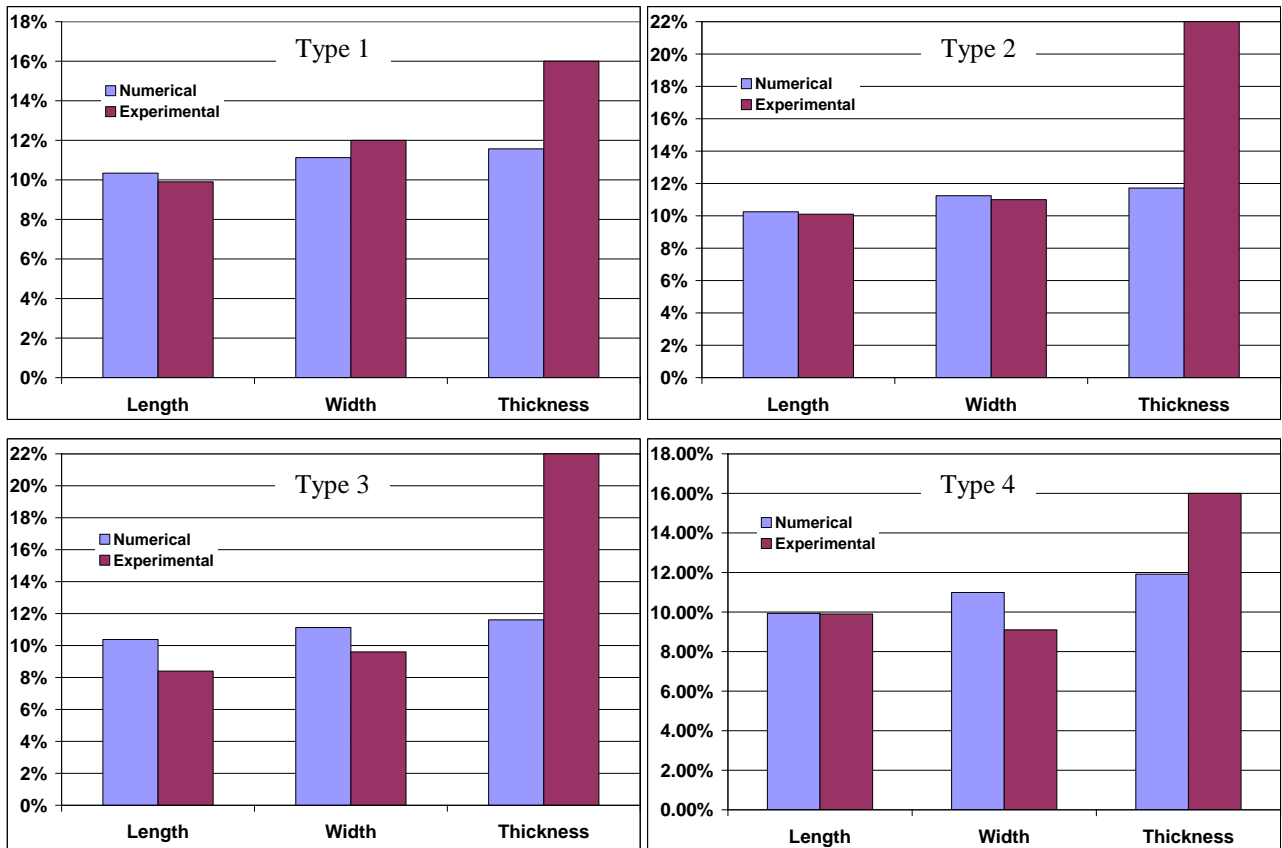 18%
16%
14%
12%
10%
8%
6%
4%
2%
0%
Type 1
Numerical
Experimental
Length Width Thickness
22%
20%
18%
16%
14%
12%
10%
8%
6%
4%
2%
0%
Type 2
Numerical
Experimental
Length Width Thickness
22%
20%
18%
16%
14%
12%
10%
8%
6%
4%
2%
0%
Type 3
Numerical
Experimental
Length Width Thickness
18.00%
16.00%
14.00%
12.00%
10.00%
8.00%
6.00%
4.00%
2.00%
0.00%
Type 4
Numerical
Experimental
Length Width Thickness